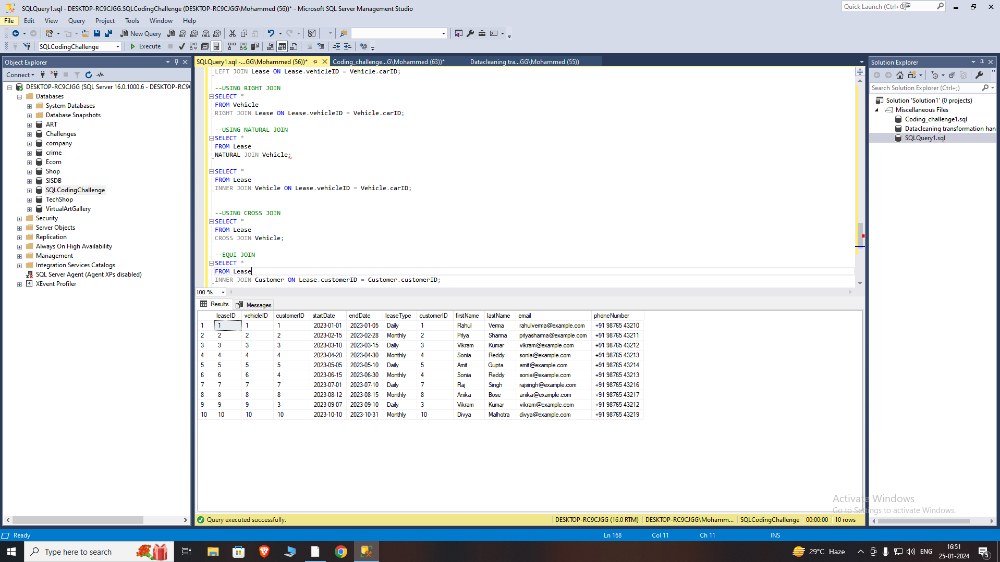 SQLQuery1.sql - DESKTOP-RC9CJGG.SQLCodingChallenge (DESKTOP-RC9CJGG\Mohammed (56))* - Microsoft SQL Server Management Studio
Quick Launch (Ctrl+Q)
File Edit View Query Project Tools Window Help
New Query
SQLCodingChallenge Execute
Object Explorer
Connect
DESKTOP-RC9CJGG (SQL Server 16.0.1000.6 - DESKTOP-RC9
Databases
System Databases
Database Snapshots
ART
Challenges
company
crime
Ecom
Shop
SISDB
SQLCodingChallenge
TechShop
VirtualArtGallery
Security
Server Objects
Replication
Always On High Availability
Management
Integration Services Catalogs
SQL Server Agent (Agent XPs disabled)
XEvent Profiler
SQLQuery1.sql -...GG\Mohammed (56))* Coding_challenge...G\Mohammed (63))* Datacleaning tra...GG\Mohammed (55))
LEFT JOIN Lease ON Lease.vehicleID = Vehicle.carID;
--USING RIGHT JOIN
SELECT *
FROM Vehicle
RIGHT JOIN Lease ON Lease.vehicleID = Vehicle.carID;
--USING NATURAL JOIN
SELECT *
FROM Lease
NATURAL JOIN Vehicle;
SELECT *
FROM Lease
INNER JOIN Vehicle ON Lease.vehicleID = Vehicle.carID;
--USING CROSS JOIN
SELECT *
FROM Lease
CROSS JOIN Vehicle;
--EQUI JOIN
SELECT *
FROM Lease
INNER JOIN Customer ON Lease.customerID = Customer.customerID;
100 %
Results Messages
leaseID vehicleID customerID startDate endDate leaseType customerID firstName lastName email phoneNumber
1 1 1 1 2023-01-01 2023-01-05 Daily 1 Rahul Verma rahulverma@example.com +91 98765 43210
2 2 2 2 2023-02-15 2023-02-28 Monthly 2 Priya Sharma priyasharma@example.com +91 98765 43211
3 3 3 3 2023-03-10 2023-03-15 Daily 3 Vikram Kumar vikram@example.com +91 98765 43212
4 4 4 4 2023-04-20 2023-04-30 Monthly 4 Sonia Reddy sonia@example.com +91 98765 43213
5 5 5 5 2023-05-05 2023-05-10 Daily 5 Amit Gupta amit@example.com +91 98765 43214
6 6 6 4 2023-06-15 2023-06-30 Monthly 4 Sonia Reddy sonia@example.com +91 98765 43213
7 7 7 7 2023-07-01 2023-07-10 Daily 7 Raj Singh rajsingh@example.com +91 98765 43216
8 8 8 8 2023-08-12 2023-08-15 Monthly 8 Anika Bose anika@example.com +91 98765 43217
9 9 9 3 2023-09-07 2023-09-10 Daily 3 Vikram Kumar vikram@example.com +91 98765 43212
10 10 10 10 2023-10-10 2023-10-31 Monthly 10 Divya Malhotra divya@example.com +91 98765 43219
Query executed successfully. DESKTOP-RC9CJGG (16.0 RTM) DESKTOP-RC9CJGG\Mohamm... SQLCodingChallenge 00:00:00 10 rows
Solution Explorer
Search Solution Explorer (Ctrl+;)
Solution 'Solution1' (0 projects)
Miscellaneous Files
Coding_challenge1.sql
Datacleaning transformation han
SQLQuery1.sql
Activate Windows
Go to Settings to activate Windows.
Ready Ln 168 Col 11 Ch 11 INS
Type here to search
29°C Haze
ENG
16:51
25-01-2024
5